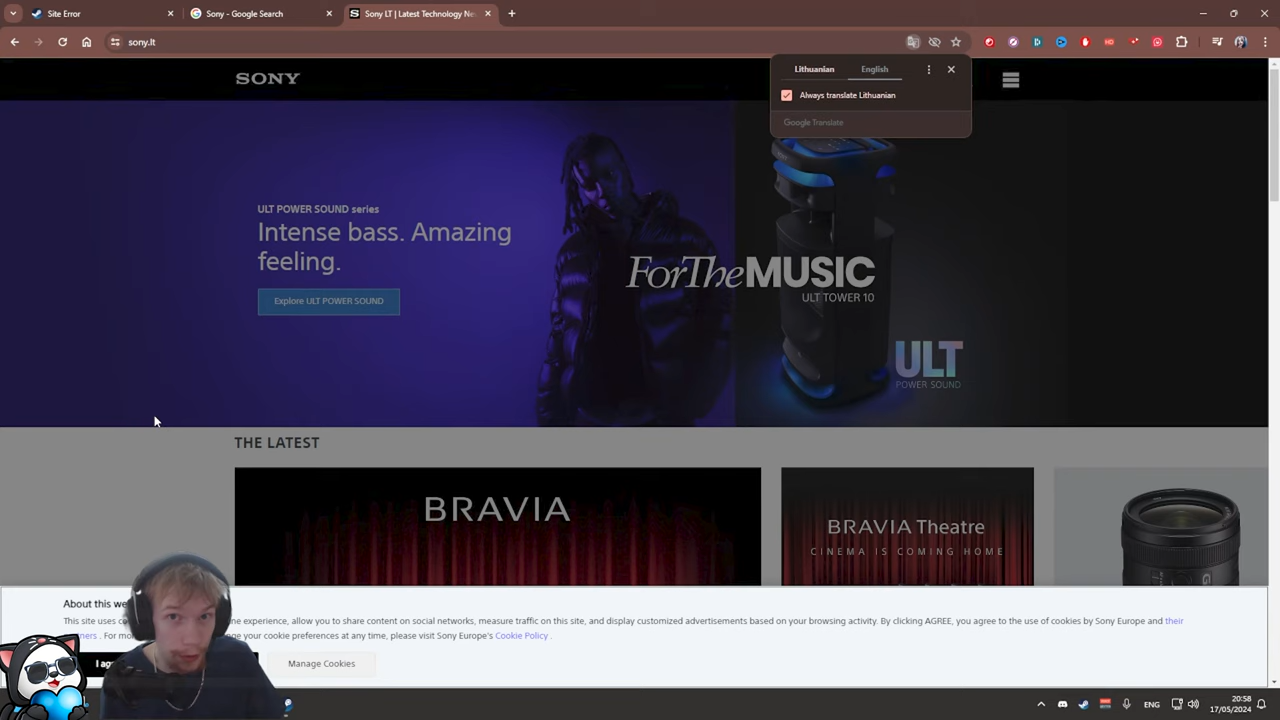 Site Error
Sony - Google Search
Sony LT | Latest Technology Ne
sony.lt
SONY
Lithuanian
English
Always translate Lithuanian
Google Translate
ULT POWER SOUND series
Intense bass. Amazing
feeling.
Explore ULT POWER SOUND
ForTheMUSIC
ULT TOWER 10
ULT
POWER SOUND
THE LATEST
BRAVIA
BRAVIA Theatre
CINEMA IS COMING HOME
About this we
This site uses co ne experience, allow you to share content on social networks, measure traffic on this site, and display customized advertisements based on your browsing activity. By clicking AGREE, you agree to the use of cookies by Sony Europe and their
ners . For mor nge your cookie preferences at any time, please visit Sony Europe's Cookie Policy .
I ag
Manage Cookies
ENG
20:58
17/05/2024